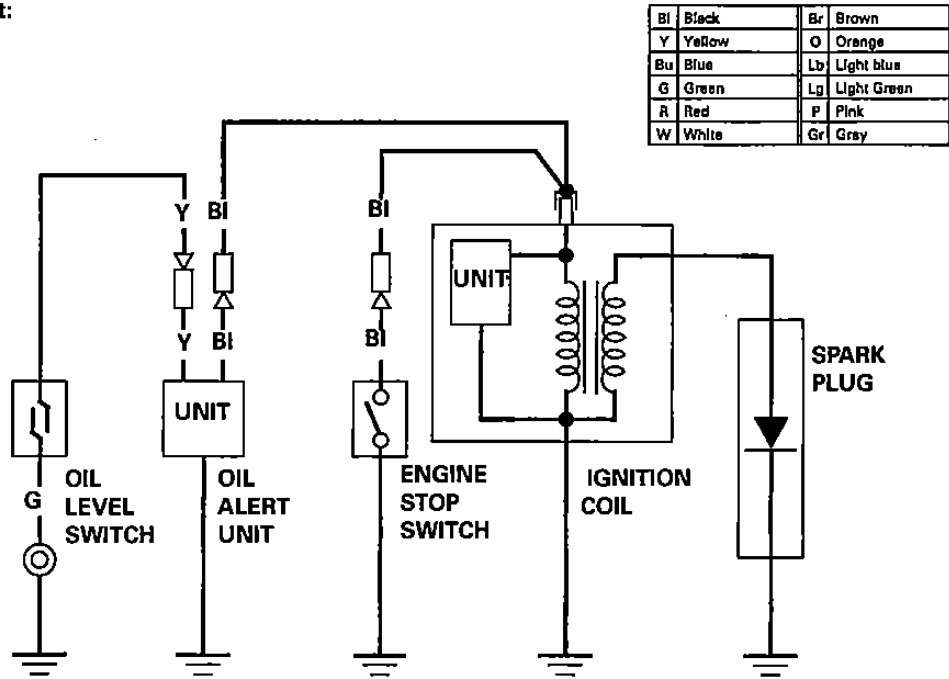 t:
Bl Black Br Brown
Y Yellow O Orange
Bu Blue Lb Light blue
G Green Lg Light Green
R Red P Pink
W White Gr Gray
Y Bl Bl
UNIT
Y Bl Bl
UNIT
SPARK
PLUG
G
OIL
LEVEL
SWITCH
OIL
ALERT
UNIT
ENGINE
STOP
SWITCH
IGNITION
COIL